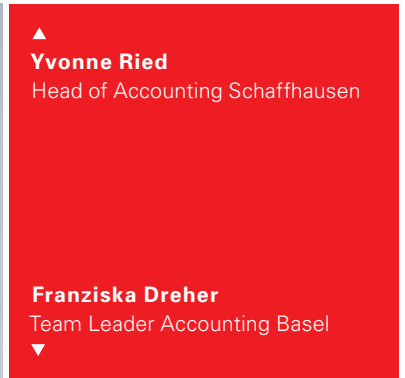 ▲
Yvonne Ried
Head of Accounting Schaffhausen
Franziska Dreher
Team Leader Accounting Basel
▼